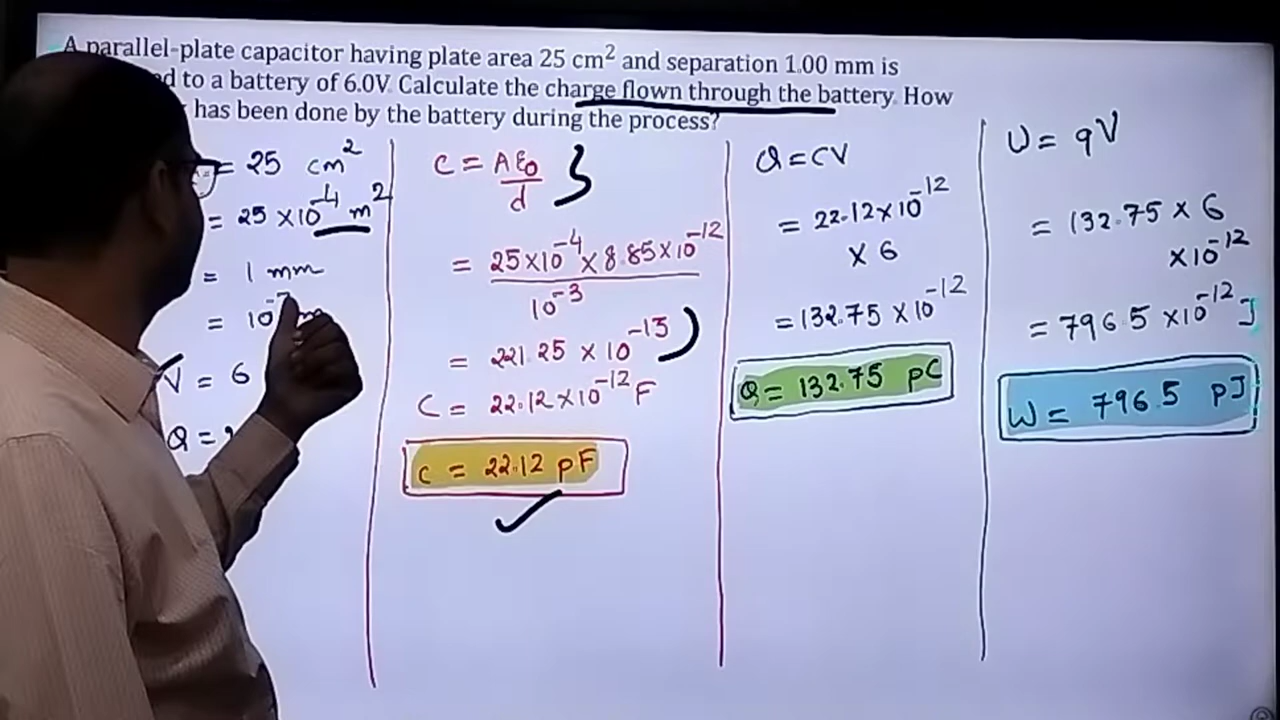 A parallel-plate capacitor having plate area 25 cm² and separation 1.00 mm is
to a battery of 6.0V. Calculate the charge flown through the battery. How
has been done by the battery during the process?
= 25 cm²
= 25 × 10⁻⁴ m²
= 1 mm
V = 6
Q =
C = Aε₀/d
= 25×10⁻⁴ × 8.85×10⁻¹² / 10⁻³
= 221.25 × 10⁻¹³
C = 22.12 × 10⁻¹² F
C = 22.12 pF
Q = CV
= 22.12×10⁻¹²
× 6
= 132.75 × 10⁻¹²
Q = 132.75 pC
U = qV
= 132.75 × 6
×10⁻¹²
= 796.5 × 10⁻¹² J
W = 796.5 pJ